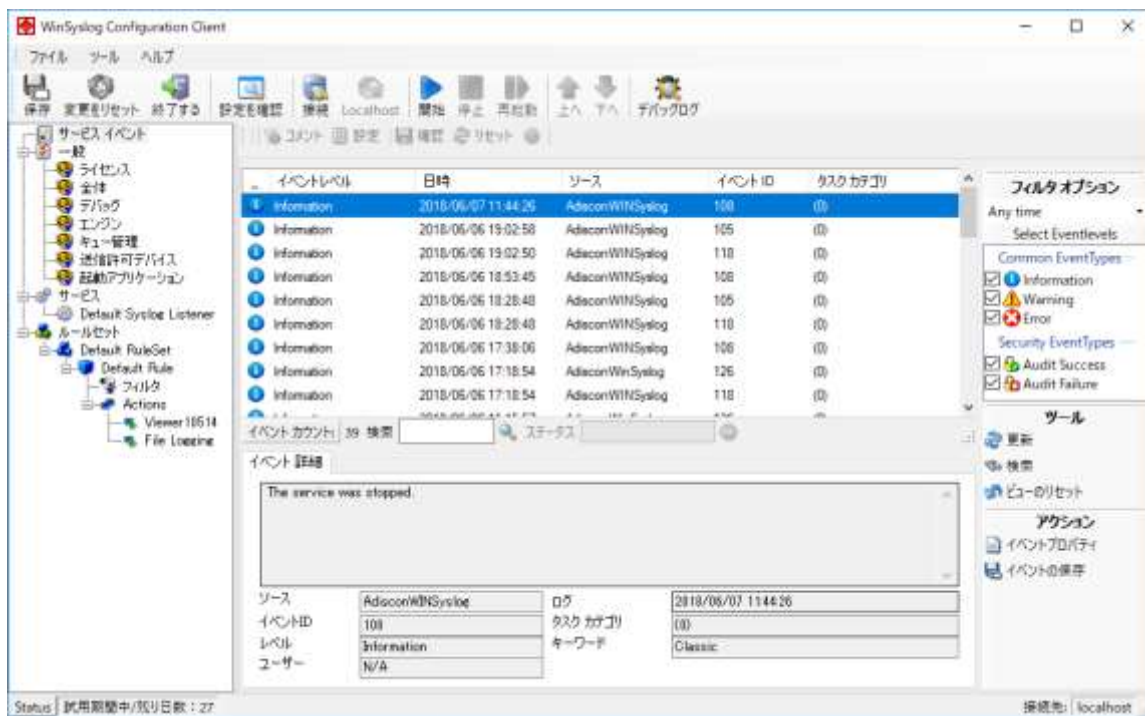 WinSyslog Configuration Client
ファイル ツール ヘルプ
保存 変更をリセット 終了する 設定を確認 接続 Localhost 開始 停止 再起動 上へ 下へ デバックログ
コメント 設定 確認 リセット
サービス イベント
一般
ライセンス
全体
デバッグ
エンジン
キュー管理
送信許可デバイス
起動アプリケーション
サービス
Default Syslog Listener
ルールセット
Default RuleSet
Default Rule
フィルタ
Actions
Viewer10514
File Logging
イベントレベル 日時 ソース イベント ID タスク カテゴリ
Information 2018/06/07 11:44:26 AdisconWINSyslog 108 (0)
Information 2018/06/06 19:02:58 AdisconWINSyslog 105 (0)
Information 2018/06/06 19:02:50 AdisconWINSyslog 118 (0)
Information 2018/06/06 18:53:45 AdisconWINSyslog 108 (0)
Information 2018/06/06 18:28:48 AdisconWINSyslog 105 (0)
Information 2018/06/06 18:28:48 AdisconWINSyslog 118 (0)
Information 2018/06/06 17:38:06 AdisconWINSyslog 108 (0)
Information 2018/06/06 17:18:54 AdisconWinSyslog 126 (0)
Information 2018/06/06 17:18:54 AdisconWINSyslog 118 (0)
イベント カウント: 39 検索 ステータス
イベント 詳細
The service was stopped.
ソース AdisconWINSyslog ログ 2018/06/07 11:44:26
イベントID 108 タスク カテゴリ (0)
レベル Information キーワード Classic
ユーザー N/A
フィルタ オプション
Any time
Select Eventlevels
Common EventTypes
Information
Warning
Error
Security EventTypes
Audit Success
Audit Failure
ツール
更新
検索
ビューのリセット
アクション
イベントプロパティ
イベントの保存
Status 試用期間中/残り日数 : 27 接続先: localhost